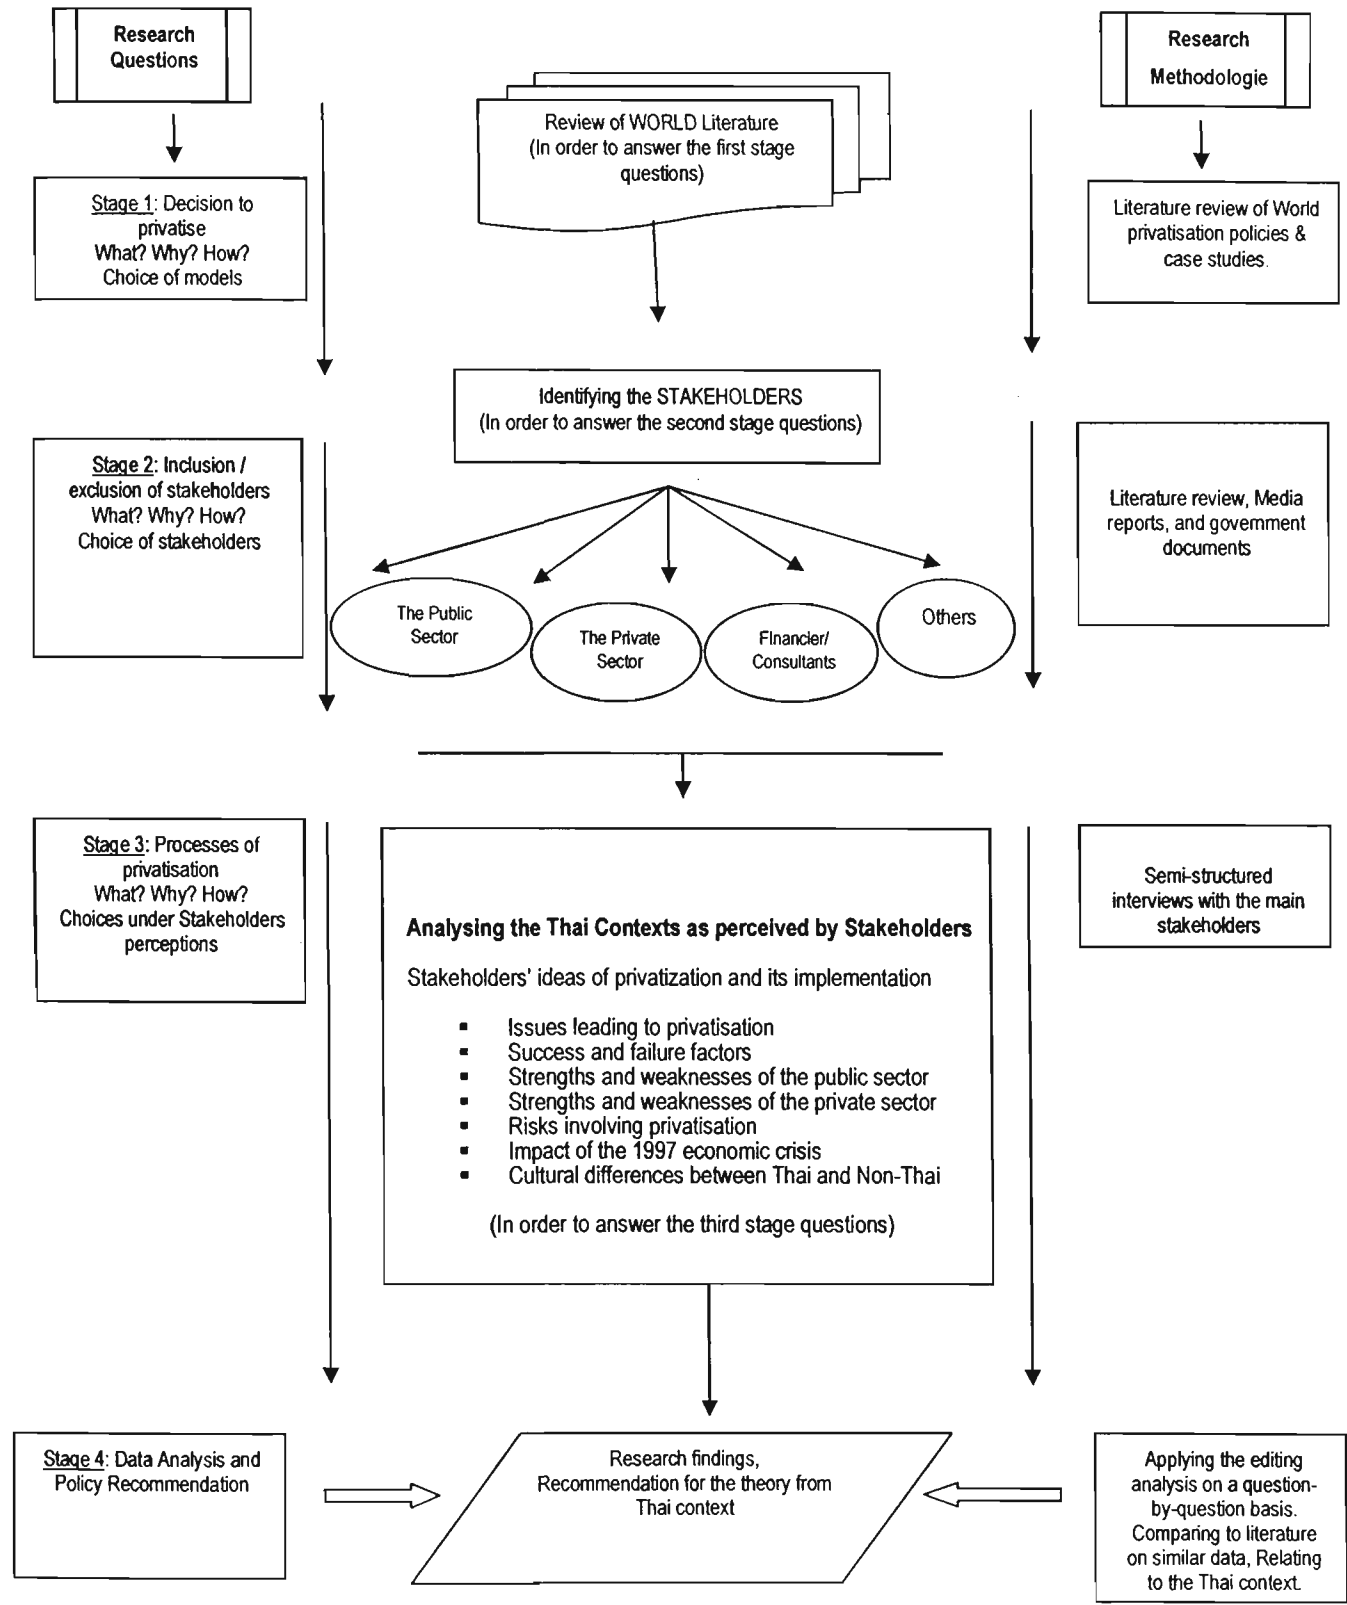 Research
Questions
Research
Methodologie
Review of WORLD Literature
(In order to answer the first stage
questions)
Stage 1: Decision to
privatise
What? Why? How?
Choice of models
Literature review of World
privatisation policies &
case studies.
Identifying the STAKEHOLDERS
(In order to answer the second stage questions)
Stage 2: Inclusion /
exclusion of stakeholders
What? Why? How?
Choice of stakeholders
Literature review, Media
reports, and government
documents
The Public
Sector
The Private
Sector
Financier/
Consultants
Others
Stage 3: Processes of
privatisation
What? Why? How?
Choices under Stakeholders
perceptions
Analysing the Thai Contexts as perceived by Stakeholders
Stakeholders' ideas of privatization and its implementation
▪ Issues leading to privatisation
▪ Success and failure factors
▪ Strengths and weaknesses of the public sector
▪ Strengths and weaknesses of the private sector
▪ Risks involving privatisation
▪ Impact of the 1997 economic crisis
▪ Cultural differences between Thai and Non-Thai
(In order to answer the third stage questions)
Semi-structured
interviews with the main
stakeholders
Stage 4: Data Analysis and
Policy Recommendation
Research findings,
Recommendation for the theory from
Thai context
Applying the editing
analysis on a question-
by-question basis.
Comparing to literature
on similar data, Relating
to the Thai context.